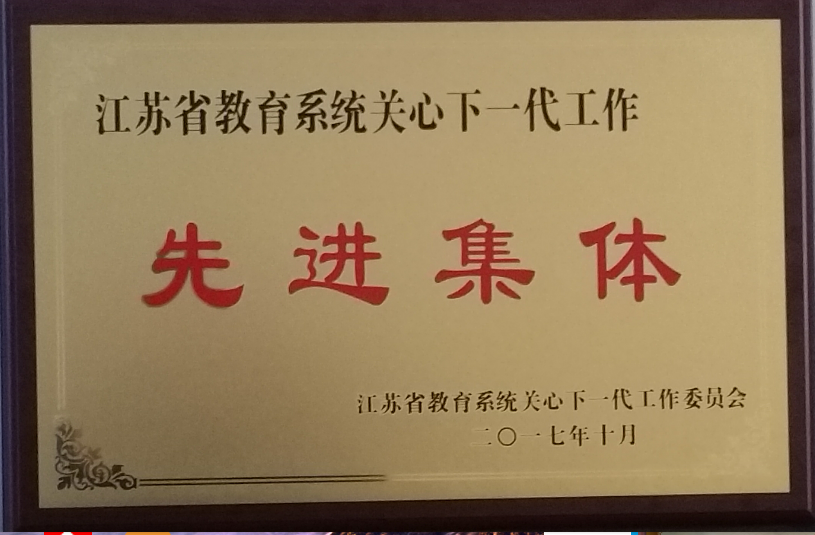 江苏省教育系统关心下一代工作
先进集体
江苏省教育系统关心下一代工作委员会
二〇一七年十月